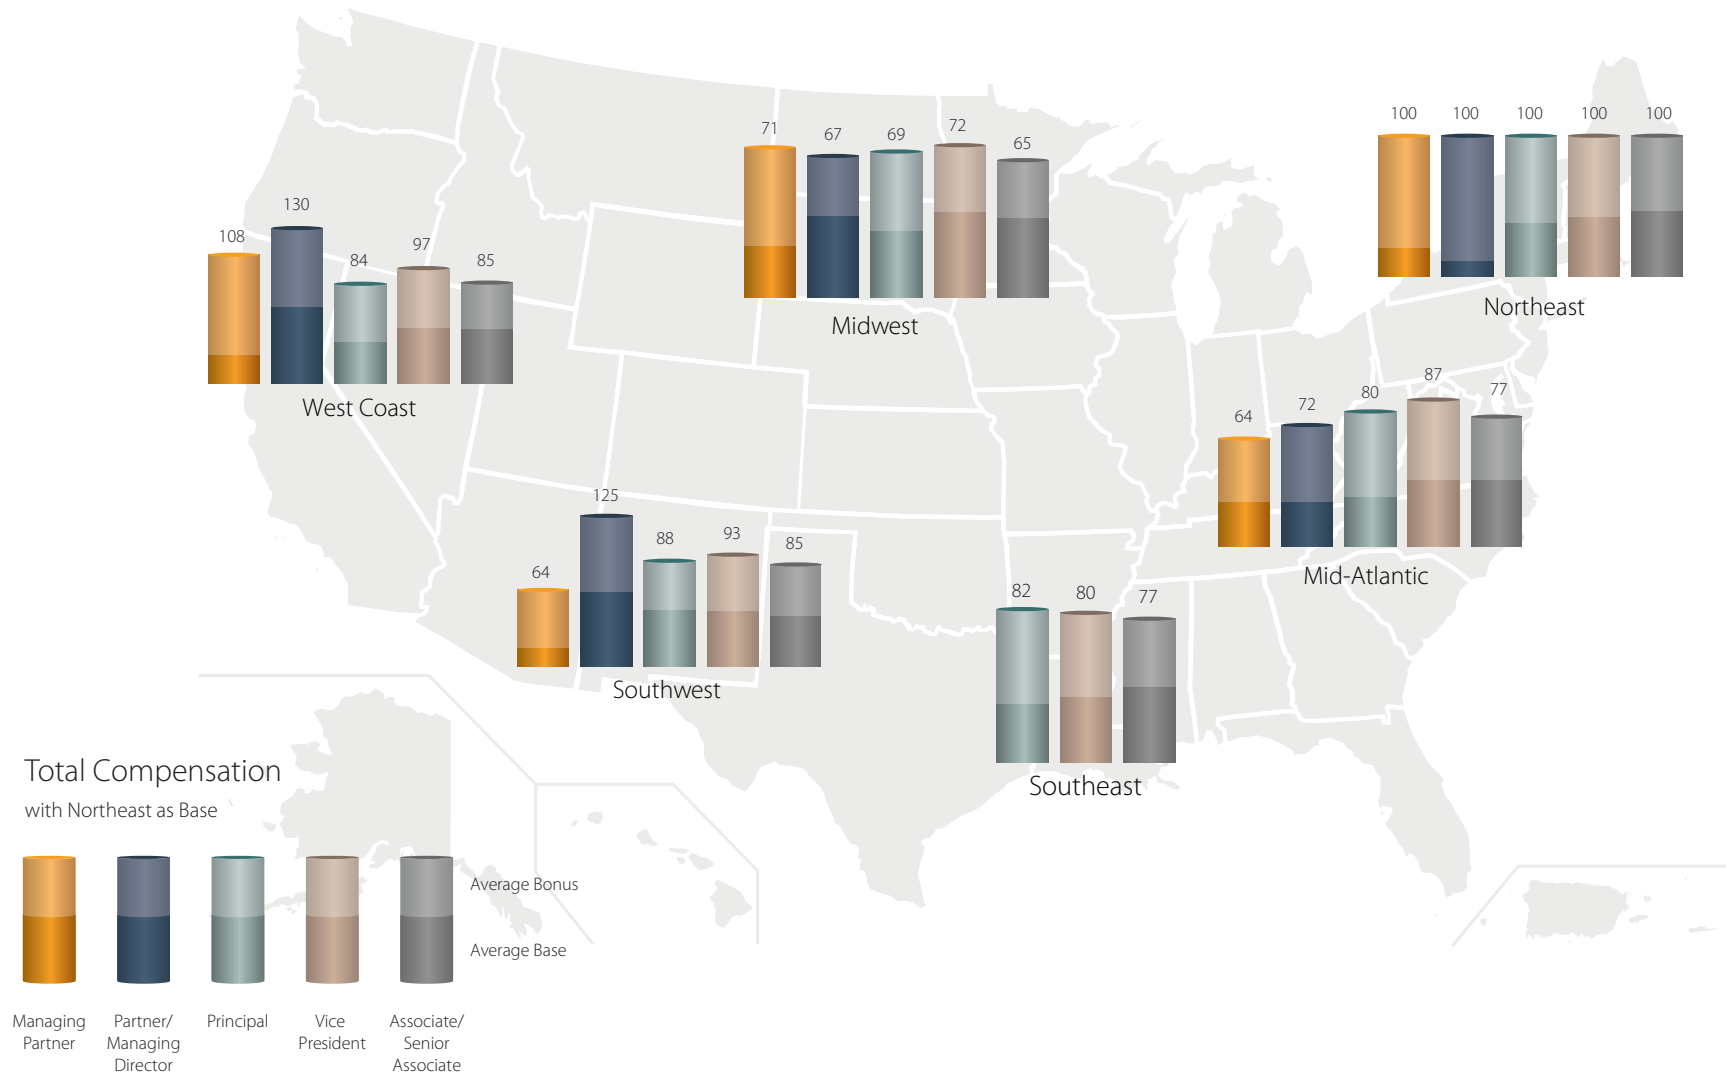 100 100 100 100 100
Northeast
71 67 69 72 65
Midwest
108 130 84 97 85
West Coast
64 72 80 87 77
Mid-Atlantic
64 125 88 93 85
Southwest
82 80 77
Southeast
Total Compensation
with Northeast as Base
Average Bonus
Average Base
Managing
Partner
Partner/
Managing
Director
Principal
Vice
President
Associate/
Senior
Associate